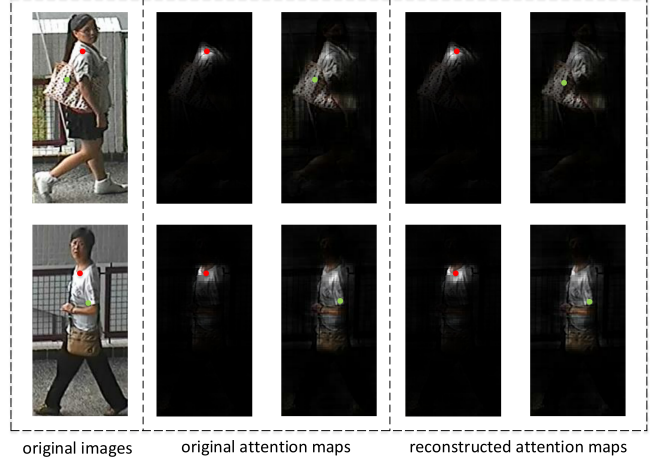 original images
original attention maps
reconstructed attention maps